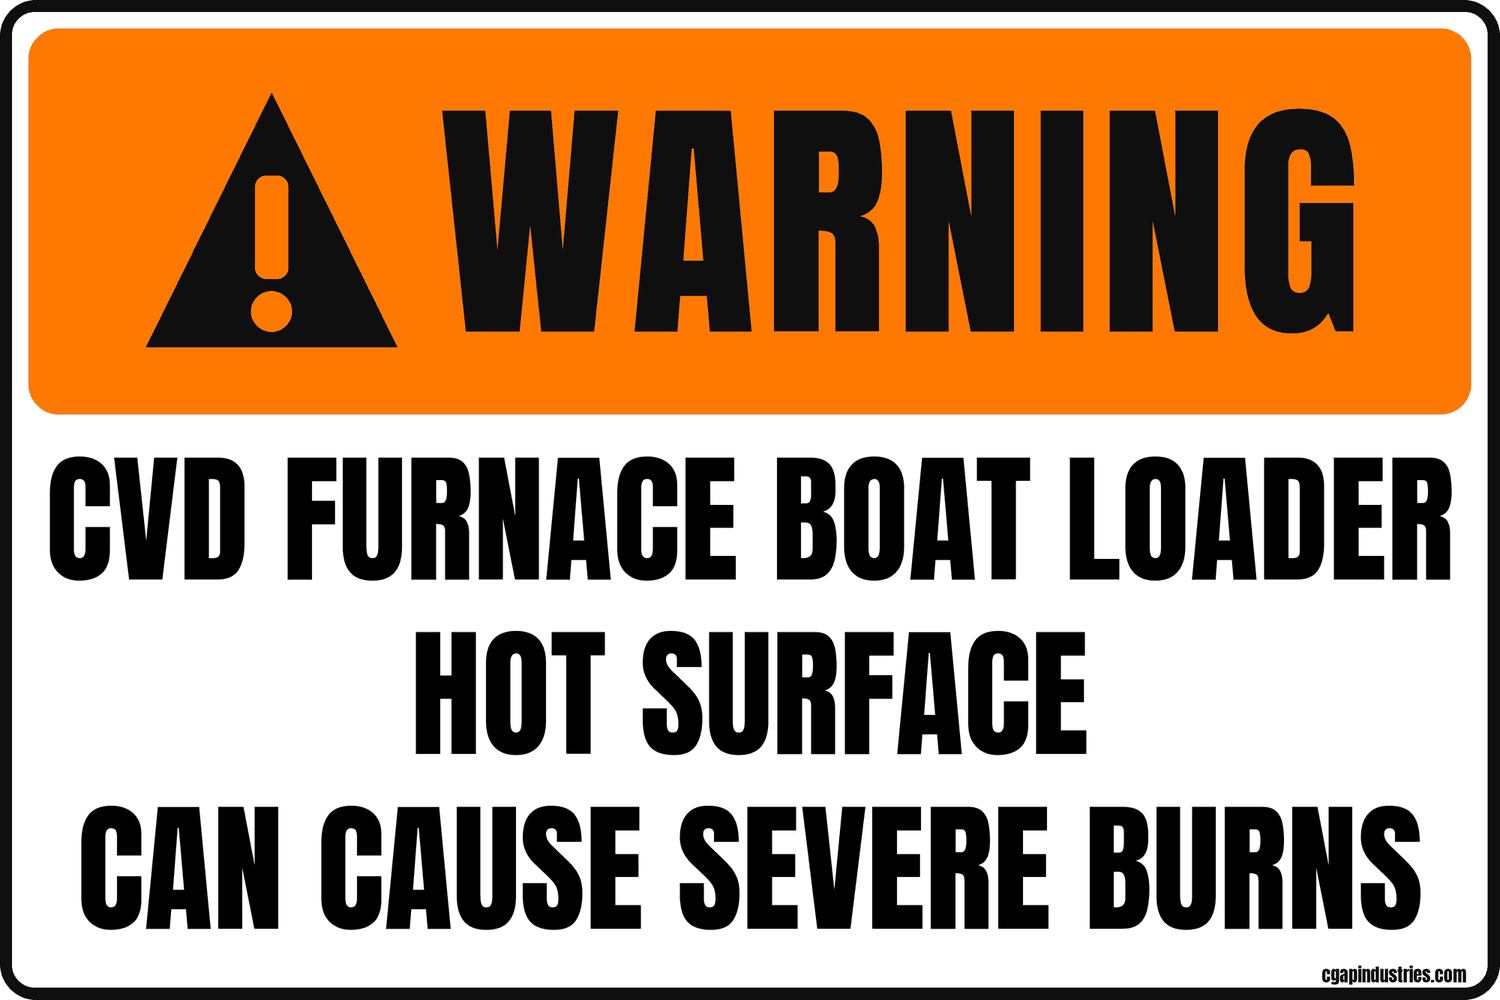 WARNING
CVD FURNACE BOAT LOADER
HOT SURFACE
CAN CAUSE SEVERE BURNS
cgapindustries.com